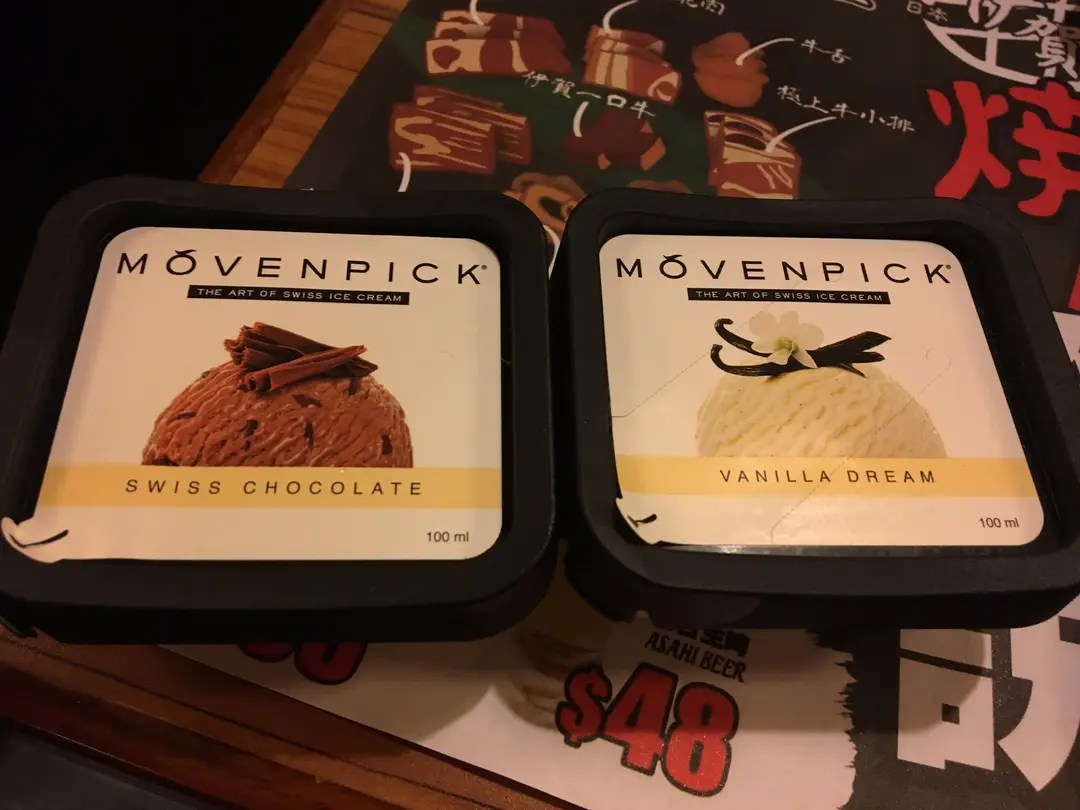 日本
賀
牛舌
伊賀一口牛
極上牛小排
燒
MÖVENPICK®
THE ART OF SWISS ICE CREAM
SWISS CHOCOLATE
100 ml
MÖVENPICK®
THE ART OF SWISS ICE CREAM
VANILLA DREAM
100 ml
ASAHI BEER
$48